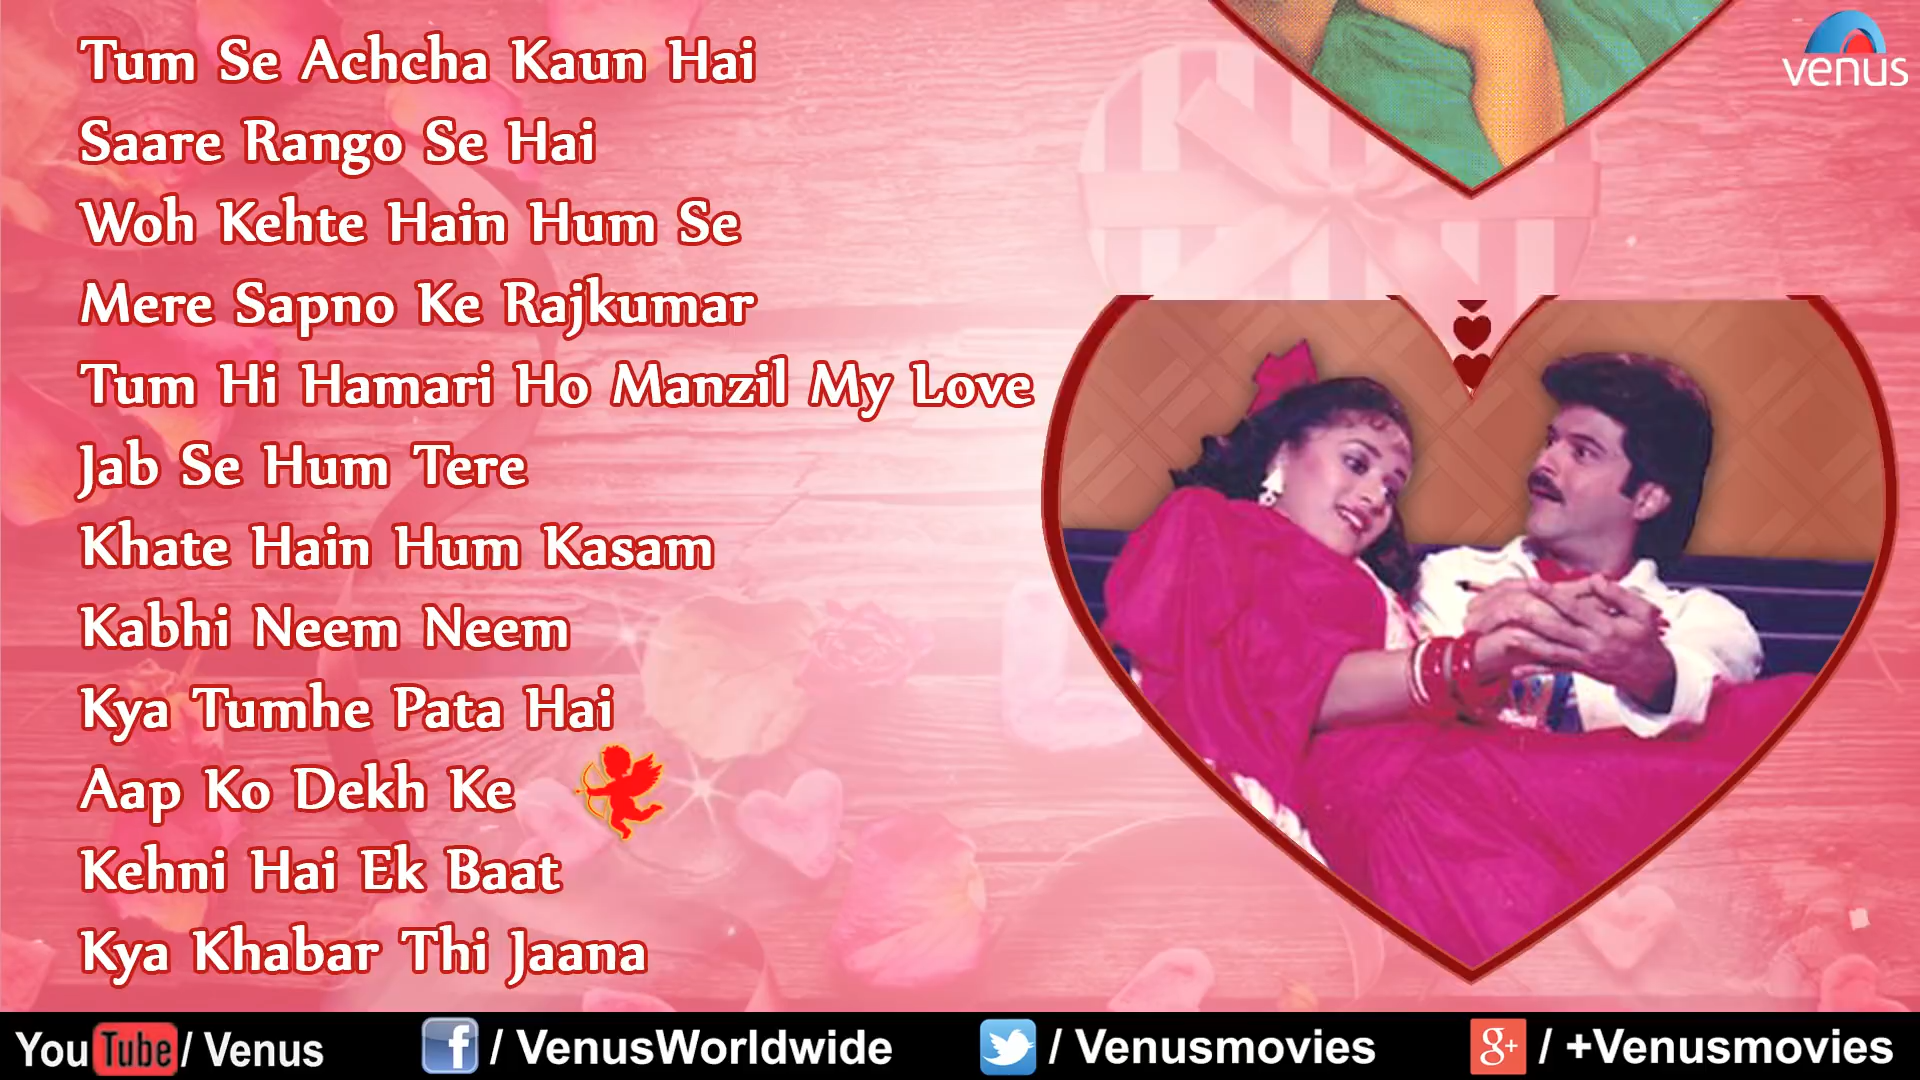 Tum Se Achcha Kaun Hai
Saare Rango Se Hai
Woh Kehte Hain Hum Se
Mere Sapno Ke Rajkumar
Tum Hi Hamari Ho Manzil My Love
Jab Se Hum Tere
Khate Hain Hum Kasam
Kabhi Neem Neem
Kya Tumhe Pata Hai
Aap Ko Dekh Ke
Kehni Hai Ek Baat
Kya Khabar Thi Jaana
venus
YouTube / Venus f / VenusWorldwide / Venusmovies g+ / +Venusmovies